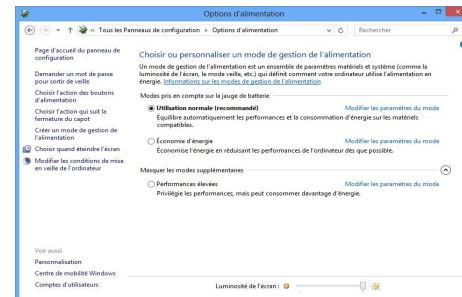 Options d'alimentation
« Tous les Panneaux de configuration ▸ Options d'alimentation
Rechercher
Page d'accueil du panneau de
configuration
Demander un mot de passe
pour sortir de veille
Choisir l'action des boutons
d'alimentation
Choisir l'action qui suit la
fermeture du capot
Créer un mode de gestion de
l'alimentation
Choisir quand éteindre l'écran
Modifier les conditions de mise
en veille de l'ordinateur
Choisir ou personnaliser un mode de gestion de l'alimentation
Un mode de gestion de l'alimentation est un ensemble de paramètres matériels et système (comme la
luminosité de l'écran, le mode veille, etc.) qui définit comment votre ordinateur utilise l'alimentation en
énergie. Informations sur les modes de gestion de l'alimentation
Modes pris en compte sur la jauge de batterie
Utilisation normale (recommandé) Modifier les paramètres du mode
Équilibre automatiquement les performances et la consommation d'énergie sur les matériels
compatibles.
Économie d'énergie Modifier les paramètres du mode
Économise l'énergie en réduisant les performances de l'ordinateur dès que possible.
Masquer les modes supplémentaires
Performances élevées Modifier les paramètres du mode
Privilégie les performances, mais peut consommer davantage d'énergie.
Voir aussi
Personnalisation
Centre de mobilité Windows
Comptes d'utilisateurs
Luminosité de l'écran :